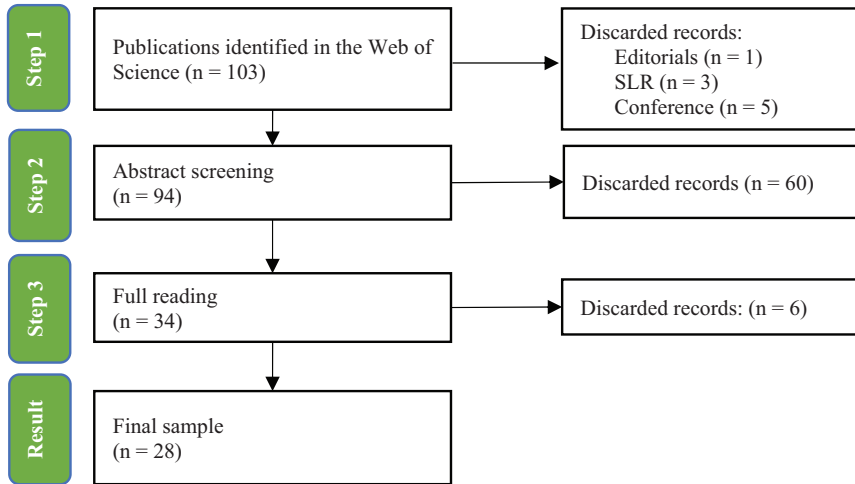 Step 1
Publications identified in the Web of
Science (n = 103)
Discarded records:
Editorials (n = 1)
SLR (n = 3)
Conference (n = 5)
Step 2
Abstract screening
(n = 94)
Discarded records (n = 60)
Step 3
Full reading
(n = 34)
Discarded records: (n = 6)
Result
Final sample
(n = 28)